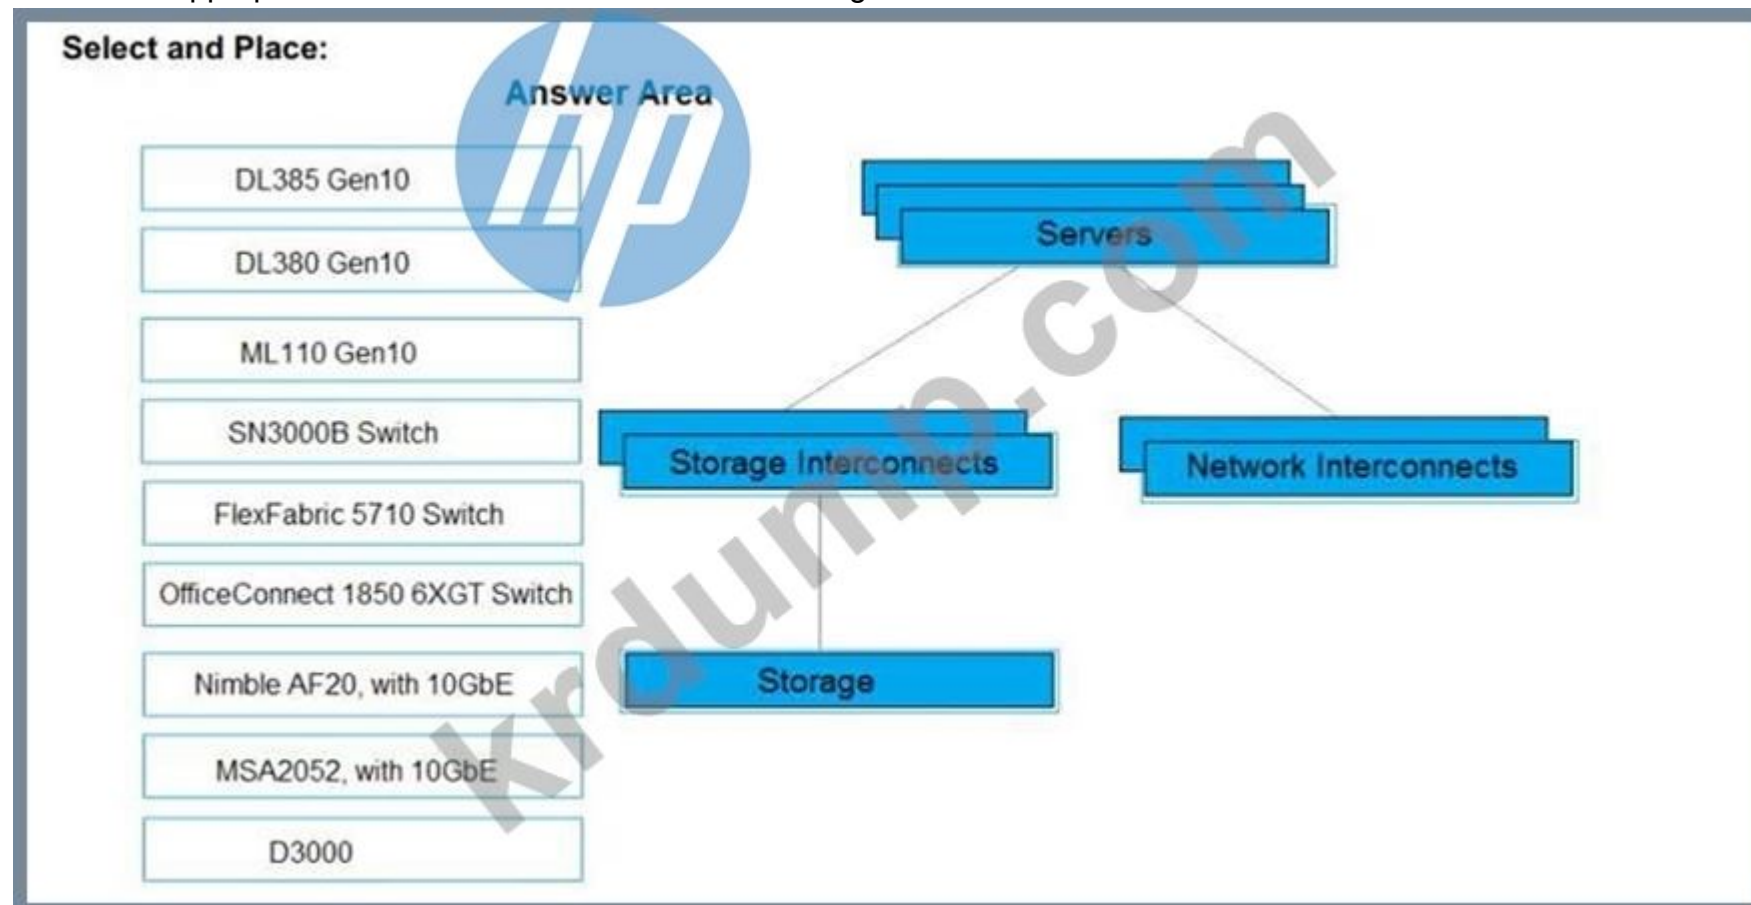 Select and Place:
hp
Answer Area
DL385 Gen10
DL380 Gen10
ML110 Gen10
SN3000B Switch
FlexFabric 5710 Switch
OfficeConnect 1850 6XGT Switch
Nimble AF20, with 10GbE
MSA2052, with 10GbE
D3000
Servers
Storage Interconnects
Network Interconnects
Storage
krdump.com